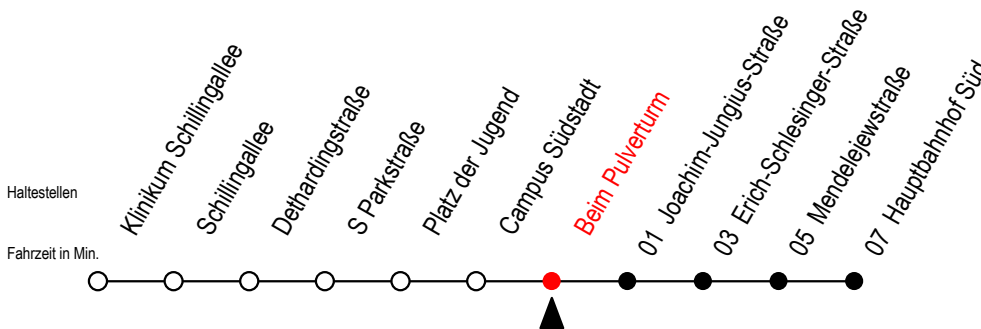 Haltestellen
Fahrzeit in Min.
Klinikum Schillingallee
Schillingallee
Dethardingstraße
S Parkstraße
Platz der Jugend
Campus Südstadt
Beim Pulverturm
01 Joachim-Jungius-Straße
03 Erich-Schlesinger-Straße
05 Mendelejewstraße
07 Hauptbahnhof Süd